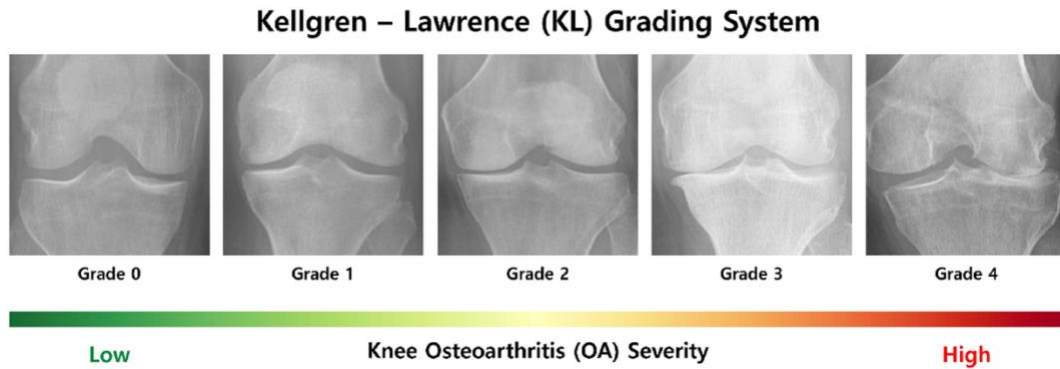 Kellgren – Lawrence (KL) Grading System
Grade 0 Grade 1 Grade 2 Grade 3 Grade 4
Low Knee Osteoarthritis (OA) Severity High